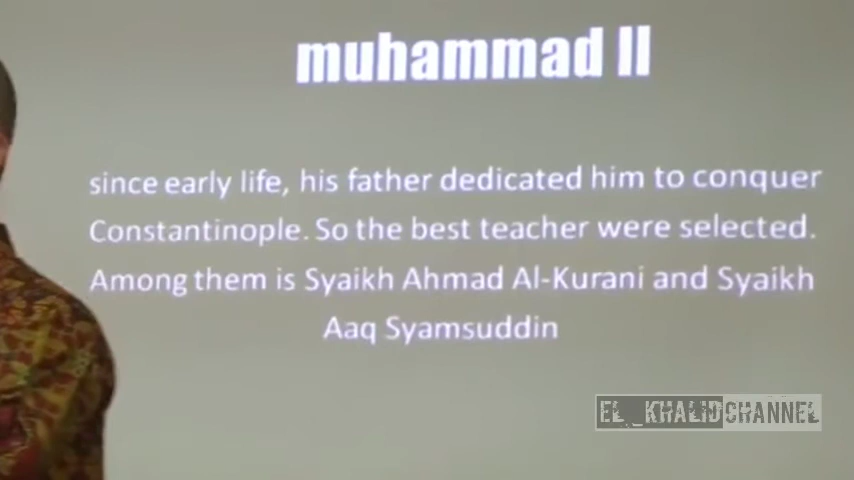 muhammad II
since early life, his father dedicated him to conquer
Constantinople. So the best teacher were selected.
Among them is Syaikh Ahmad Al-Kurani and Syaikh
Aaq Syamsuddin
EL_KHALID CHANNEL